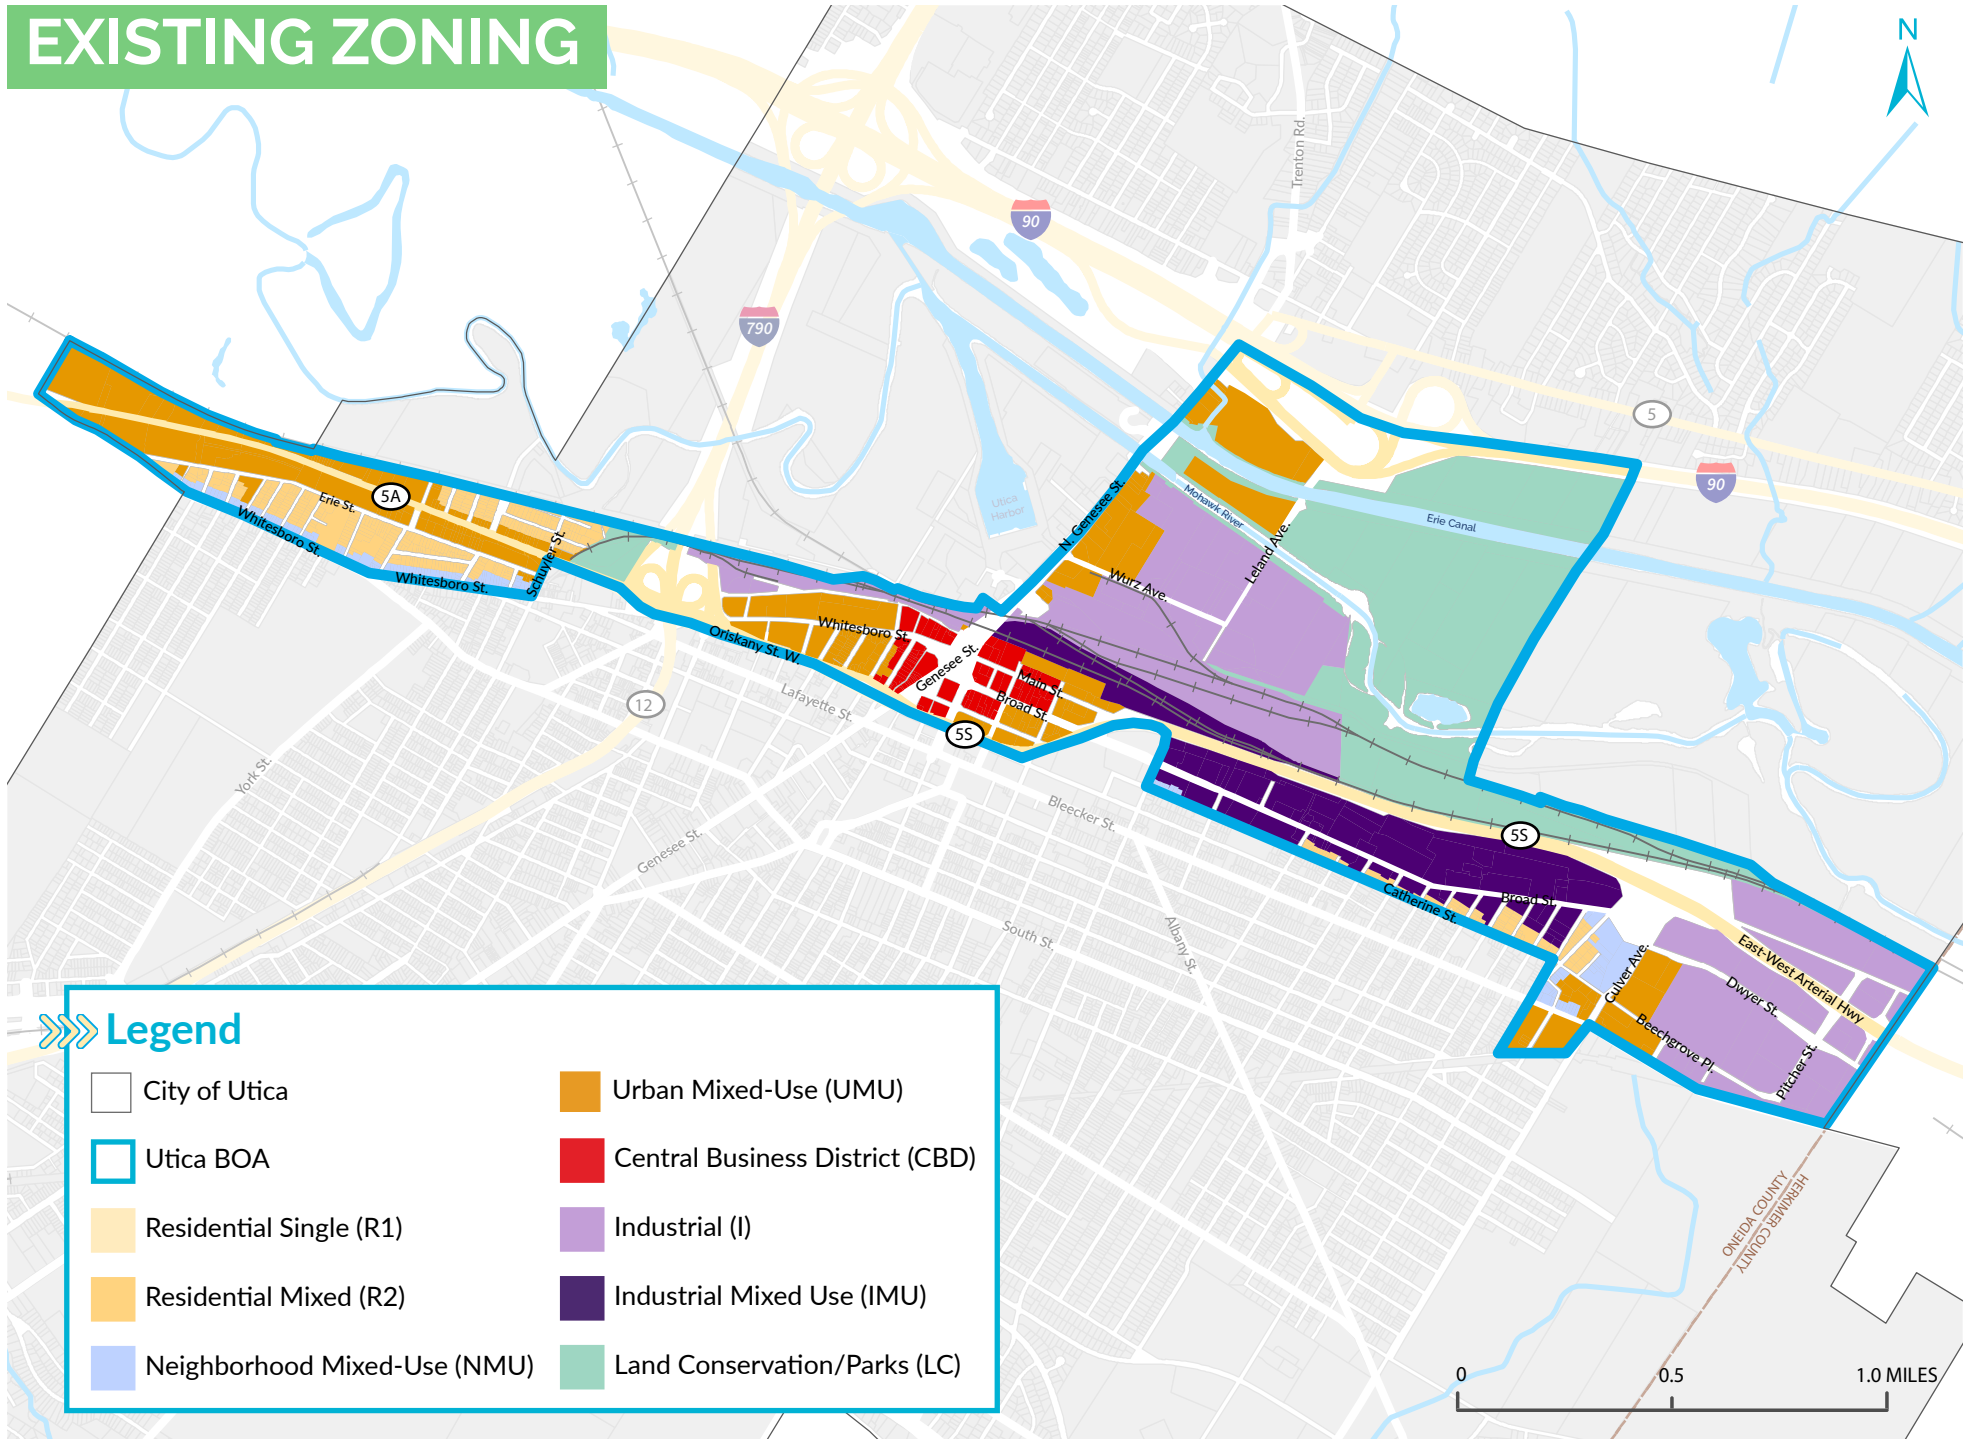 EXISTING ZONING
N
Trenton Rd.
90
790
5
90
Utica
Harbor
N. Genesee St.
Mohawk River
Erie Canal
Leland Ave.
Wurz Ave.
5A
Erie St.
Whitesboro St.
Whitesboro St.
Schuyler St.
Whitesboro St.
Oriskany St. W.
Genesee St.
Main St.
Broad St.
5S
Lafayette St.
12
York St.
Genesee St.
Bleecker St.
South St.
Albany St.
5S
Broad St.
Catherine St.
Culver Ave.
East-West Arterial Hwy
Dwyer St.
Beechgrove Pl.
Pitcher St.
ONEIDA COUNTY
HERKIMIER COUNTY
Legend
City of Utica
Utica BOA
Residential Single (R1)
Residential Mixed (R2)
Neighborhood Mixed-Use (NMU)
Urban Mixed-Use (UMU)
Central Business District (CBD)
Industrial (I)
Industrial Mixed Use (IMU)
Land Conservation/Parks (LC)
0 0.5 1.0 MILES